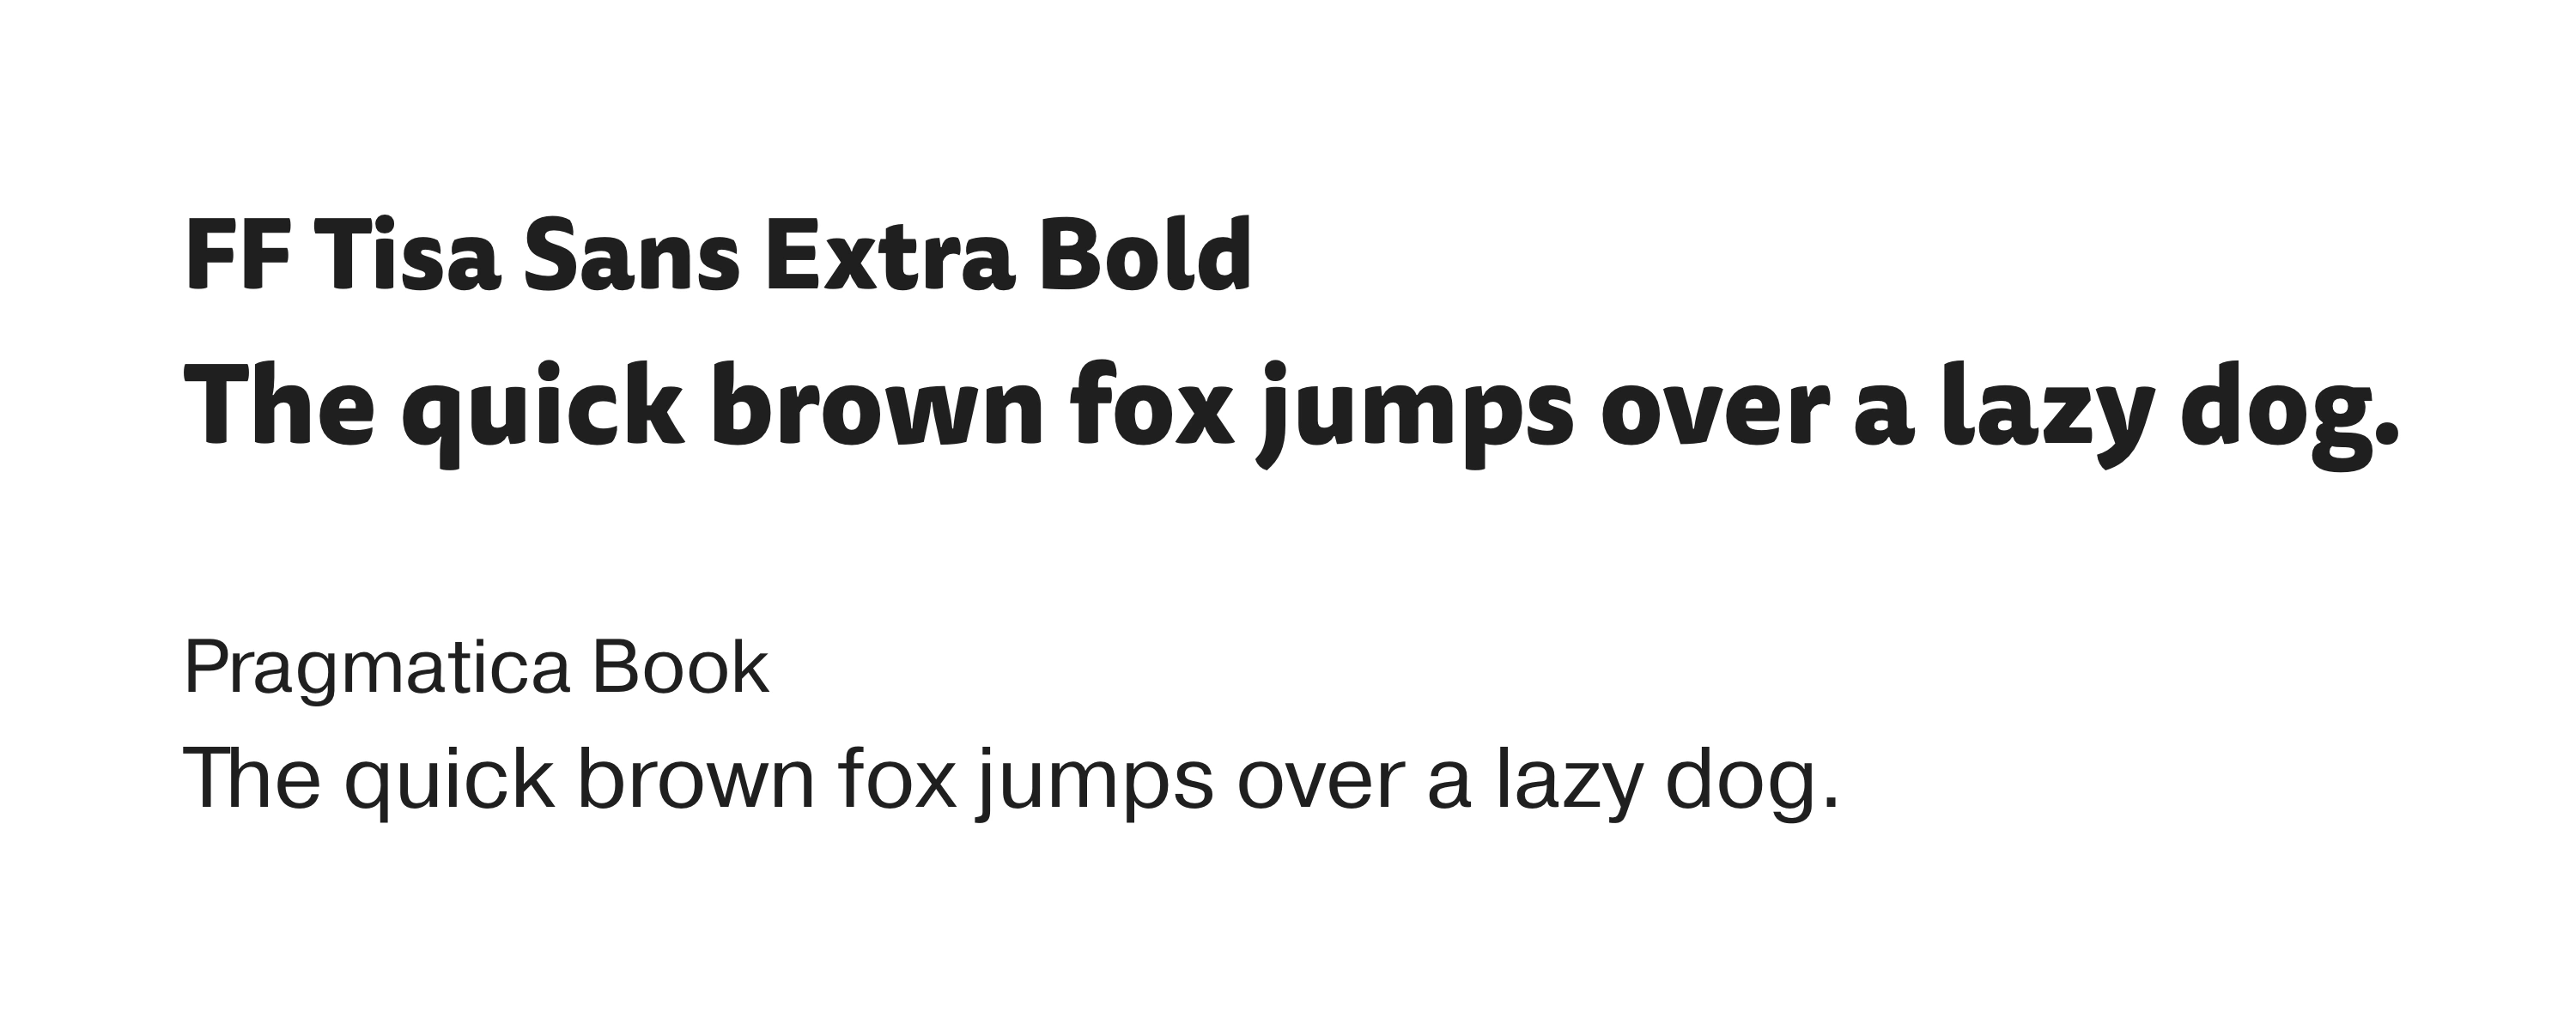 FF Tisa Sans Extra Bold
The quick brown fox jumps over a lazy dog.
Pragmatica Book
The quick brown fox jumps over a lazy dog.